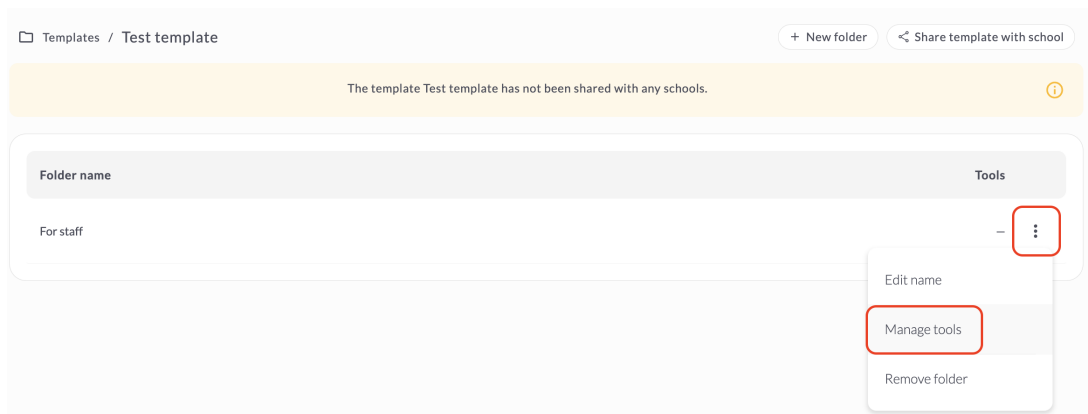 Templates / Test template
+ New folder
Share template with school
The template Test template has not been shared with any schools.
Folder name Tools
For staff –
Edit name
Manage tools
Remove folder